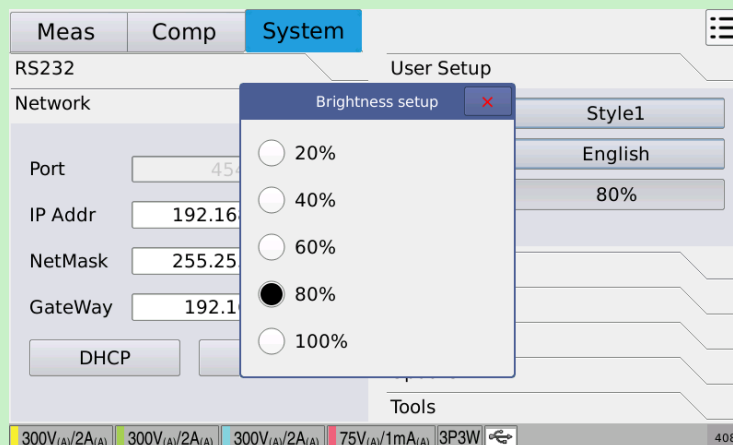 Meas Comp System
RS232
User Setup
Network
Brightness setup
Style1
Port
20%
English
IP Addr
192.16
40%
80%
NetMask
255.25
60%
GateWay
192.1
80%
DHCP
100%
Tools
300V(A)/2A(A) 300V(A)/2A(A) 300V(A)/2A(A) 75V(A)/1mA(A) 3P3W
408